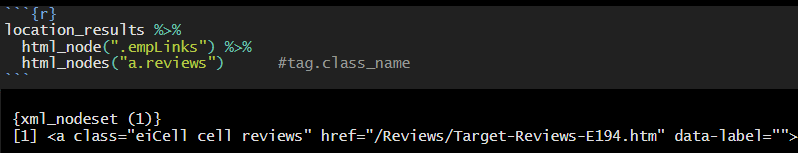 ```{r}
location_results %>%
html_node(".empLinks") %>%
html_nodes("a.reviews") #tag.class_name
```
{xml_nodeset (1)}
[1] <a class="eiCell cell reviews" href="/Reviews/Target-Reviews-E194.htm" data-label="">